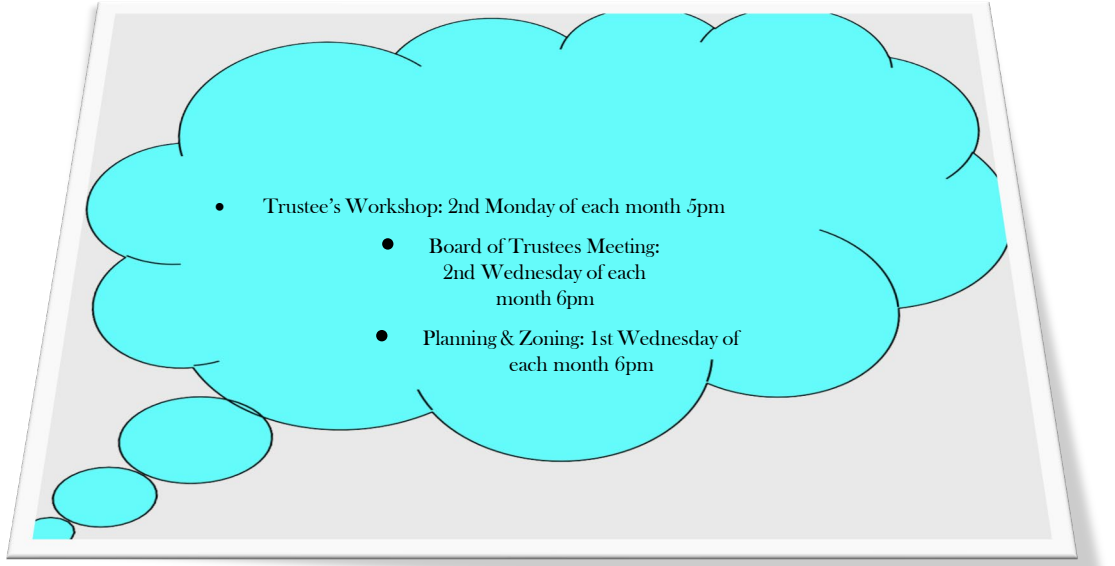 • Trustee’s Workshop: 2nd Monday of each month 5pm
• Board of Trustees Meeting:
2nd Wednesday of each
month 6pm
• Planning & Zoning: 1st Wednesday of
each month 6pm